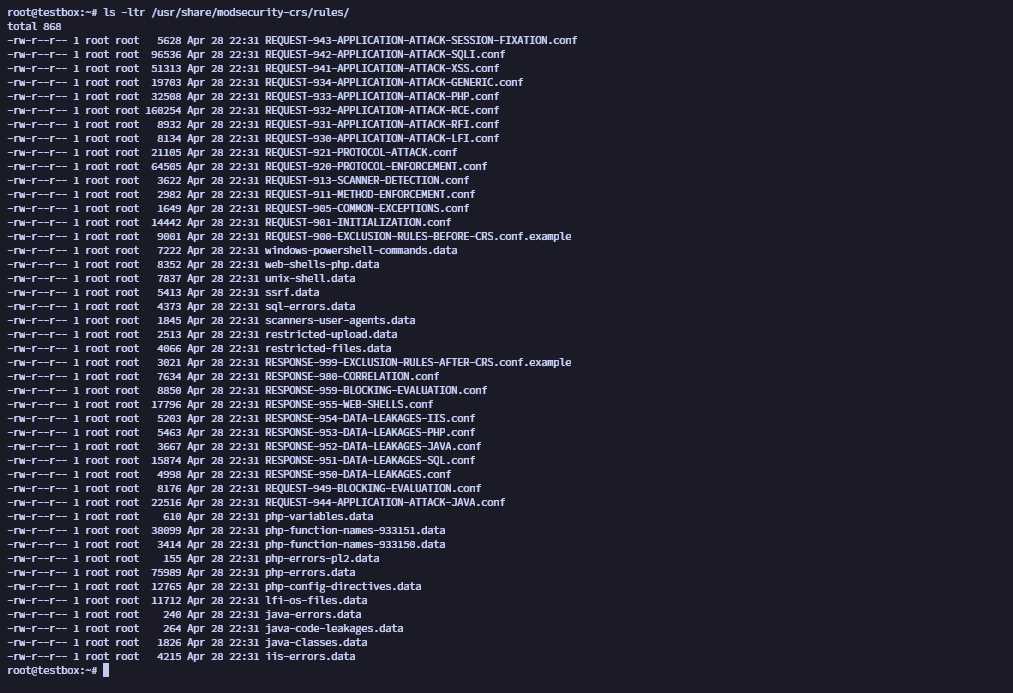 root@testbox:~# ls -ltr /usr/share/modsecurity-crs/rules/
total 868
-rw-r--r-- 1 root root   5628 Apr 28 22:31 REQUEST-943-APPLICATION-ATTACK-SESSION-FIXATION.conf
-rw-r--r-- 1 root root  96536 Apr 28 22:31 REQUEST-942-APPLICATION-ATTACK-SQLI.conf
-rw-r--r-- 1 root root  51313 Apr 28 22:31 REQUEST-941-APPLICATION-ATTACK-XSS.conf
-rw-r--r-- 1 root root  19703 Apr 28 22:31 REQUEST-934-APPLICATION-ATTACK-GENERIC.conf
-rw-r--r-- 1 root root  32508 Apr 28 22:31 REQUEST-933-APPLICATION-ATTACK-PHP.conf
-rw-r--r-- 1 root root 160254 Apr 28 22:31 REQUEST-932-APPLICATION-ATTACK-RCE.conf
-rw-r--r-- 1 root root   8932 Apr 28 22:31 REQUEST-931-APPLICATION-ATTACK-RFI.conf
-rw-r--r-- 1 root root   8134 Apr 28 22:31 REQUEST-930-APPLICATION-ATTACK-LFI.conf
-rw-r--r-- 1 root root  21105 Apr 28 22:31 REQUEST-921-PROTOCOL-ATTACK.conf
-rw-r--r-- 1 root root  64505 Apr 28 22:31 REQUEST-920-PROTOCOL-ENFORCEMENT.conf
-rw-r--r-- 1 root root   3622 Apr 28 22:31 REQUEST-913-SCANNER-DETECTION.conf
-rw-r--r-- 1 root root   2982 Apr 28 22:31 REQUEST-911-METHOD-ENFORCEMENT.conf
-rw-r--r-- 1 root root   1649 Apr 28 22:31 REQUEST-905-COMMON-EXCEPTIONS.conf
-rw-r--r-- 1 root root  14442 Apr 28 22:31 REQUEST-901-INITIALIZATION.conf
-rw-r--r-- 1 root root   9001 Apr 28 22:31 REQUEST-900-EXCLUSION-RULES-BEFORE-CRS.conf.example
-rw-r--r-- 1 root root   7222 Apr 28 22:31 windows-powershell-commands.data
-rw-r--r-- 1 root root   8352 Apr 28 22:31 web-shells-php.data
-rw-r--r-- 1 root root   7837 Apr 28 22:31 unix-shell.data
-rw-r--r-- 1 root root   5413 Apr 28 22:31 ssrf.data
-rw-r--r-- 1 root root   4373 Apr 28 22:31 sql-errors.data
-rw-r--r-- 1 root root   1845 Apr 28 22:31 scanners-user-agents.data
-rw-r--r-- 1 root root   2513 Apr 28 22:31 restricted-upload.data
-rw-r--r-- 1 root root   4066 Apr 28 22:31 restricted-files.data
-rw-r--r-- 1 root root   3021 Apr 28 22:31 RESPONSE-999-EXCLUSION-RULES-AFTER-CRS.conf.example
-rw-r--r-- 1 root root   7634 Apr 28 22:31 RESPONSE-980-CORRELATION.conf
-rw-r--r-- 1 root root   8850 Apr 28 22:31 RESPONSE-959-BLOCKING-EVALUATION.conf
-rw-r--r-- 1 root root  17796 Apr 28 22:31 RESPONSE-955-WEB-SHELLS.conf
-rw-r--r-- 1 root root   5203 Apr 28 22:31 RESPONSE-954-DATA-LEAKAGES-IIS.conf
-rw-r--r-- 1 root root   5463 Apr 28 22:31 RESPONSE-953-DATA-LEAKAGES-PHP.conf
-rw-r--r-- 1 root root   3667 Apr 28 22:31 RESPONSE-952-DATA-LEAKAGES-JAVA.conf
-rw-r--r-- 1 root root  15874 Apr 28 22:31 RESPONSE-951-DATA-LEAKAGES-SQL.conf
-rw-r--r-- 1 root root   4998 Apr 28 22:31 RESPONSE-950-DATA-LEAKAGES.conf
-rw-r--r-- 1 root root   8176 Apr 28 22:31 REQUEST-949-BLOCKING-EVALUATION.conf
-rw-r--r-- 1 root root  22516 Apr 28 22:31 REQUEST-944-APPLICATION-ATTACK-JAVA.conf
-rw-r--r-- 1 root root    610 Apr 28 22:31 php-variables.data
-rw-r--r-- 1 root root  38099 Apr 28 22:31 php-function-names-933151.data
-rw-r--r-- 1 root root   3414 Apr 28 22:31 php-function-names-933150.data
-rw-r--r-- 1 root root    155 Apr 28 22:31 php-errors-pl2.data
-rw-r--r-- 1 root root  75989 Apr 28 22:31 php-errors.data
-rw-r--r-- 1 root root  12765 Apr 28 22:31 php-config-directives.data
-rw-r--r-- 1 root root  11712 Apr 28 22:31 lfi-os-files.data
-rw-r--r-- 1 root root    240 Apr 28 22:31 java-errors.data
-rw-r--r-- 1 root root    264 Apr 28 22:31 java-code-leakages.data
-rw-r--r-- 1 root root   1826 Apr 28 22:31 java-classes.data
-rw-r--r-- 1 root root   4215 Apr 28 22:31 iis-errors.data
root@testbox:~#